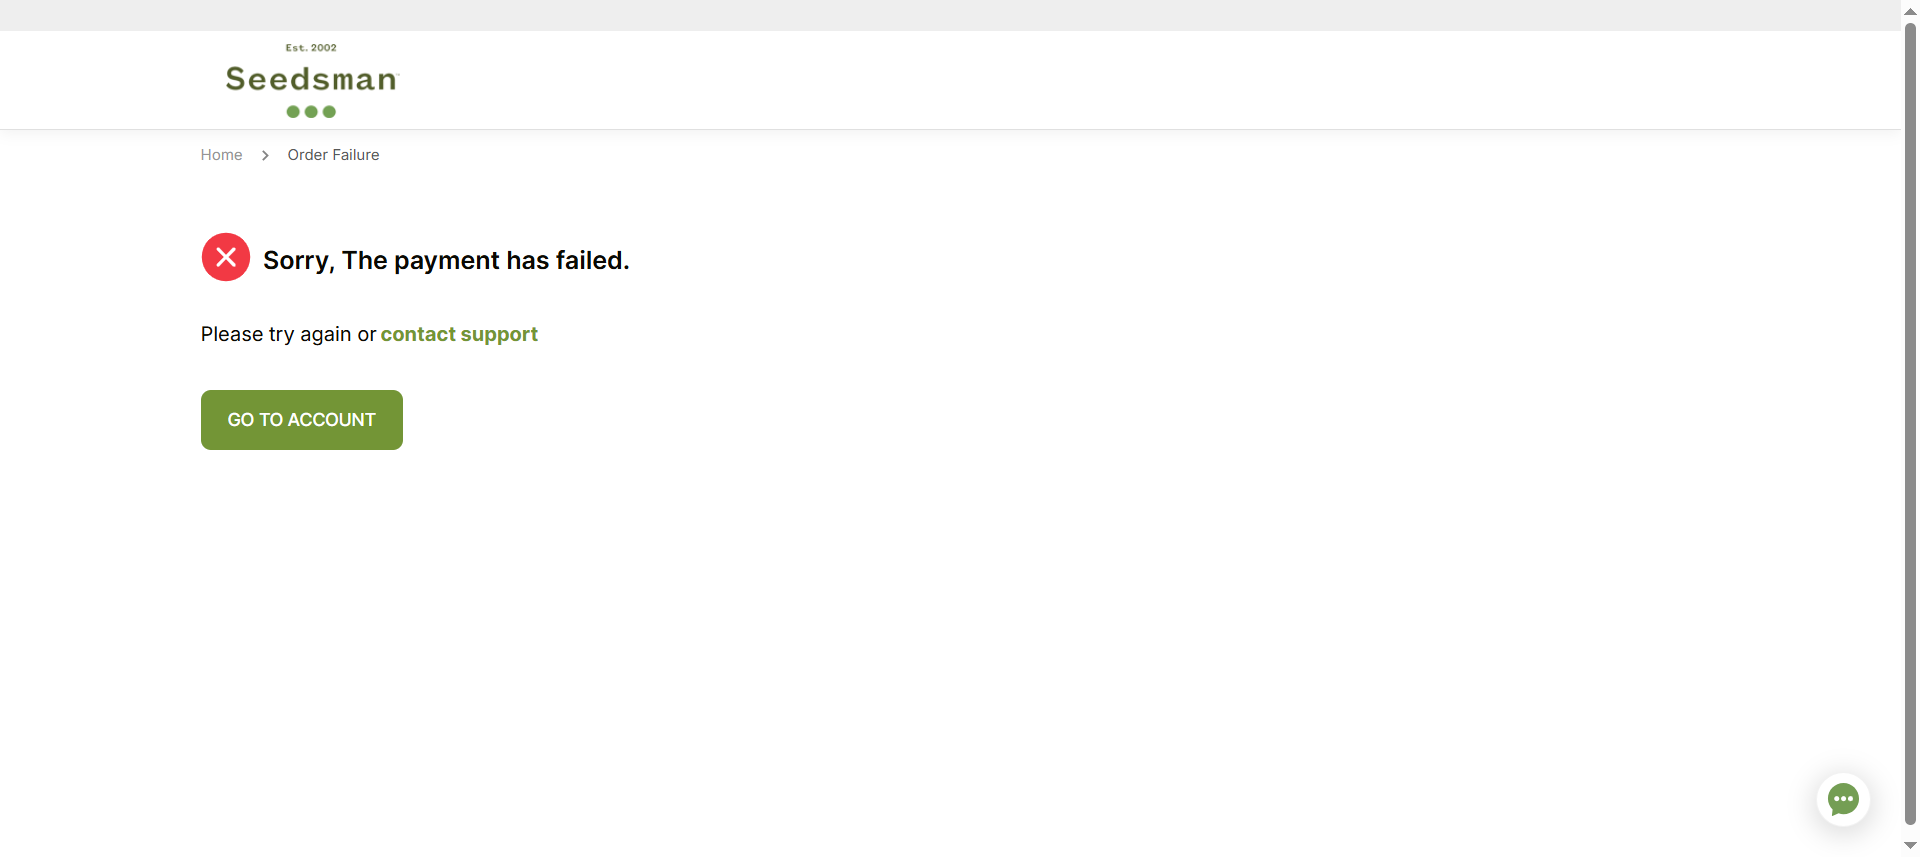 Est. 2002
Seedsman
Home > Order Failure
Sorry, The payment has failed.
Please try again or contact support
GO TO ACCOUNT